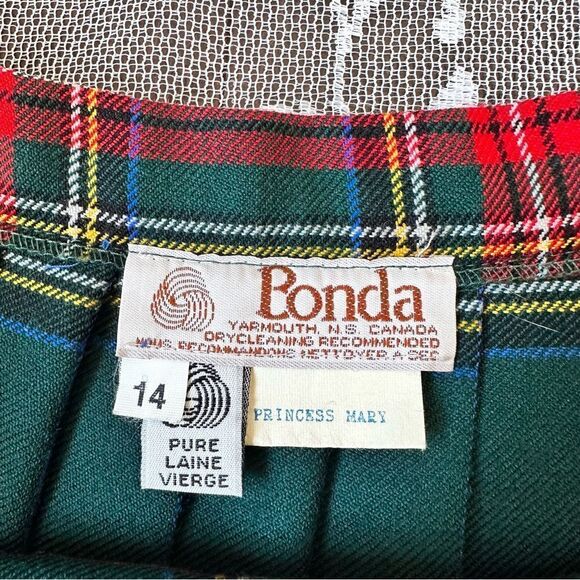 Bonda
YARMOUTH, N.S. CANADA
DRYCLEANING RECOMMENDED
NOUS RECOMMANDONS NETTOYER A SEC
14
PURE
LAINE
VIERGE
PRINCESS MARY